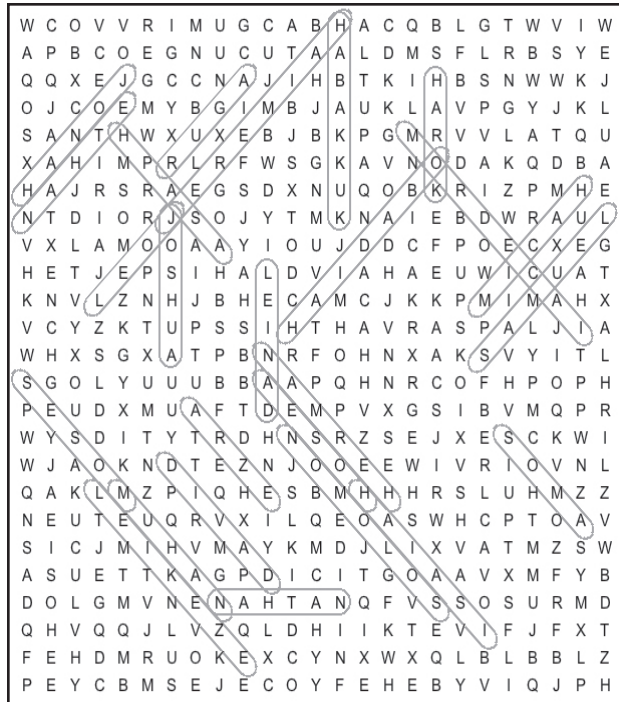 W C O V V R I M U G C A B H A C Q B L G T W V I W
A P B C O E G N U C U T A A L D M S F L R B S Y E
Q Q X E J G C C N A J I H B T K I H B S N W W K J
O J C O E M Y B G I M B J A U K L A V P G Y J K L
S A N T H W X U X E B J B K P G M R V V L A T Q U
X A H I M P R L R F W S G K A V N O D A K Q D B A
H A J R S R A E G S D X N U Q O B K R I Z P M H E
N T D I O R J S O J Y T M K N A I E B D W R A U L
V X L A M O O A A Y I O U J D D C F P O E C X E G
H E T J E P S I H A L D V I A H A E U W I C U A T
K N V L Z N H J B H E C A M C J K K P M I M A H X
V C Y Z K T U P S S I H T H A V R A S P A L J I A
W H X S G X A T P B N R F O H N X A K S V Y I T L
S G O L Y U U U B B A A P Q H N R C O F H P O P H
P E U D X M U A F T D E M P V X G S I B V M Q P R
W Y S D I T Y T R D H N S R Z S E J X E S C K W I
W J A O K N D T E Z N J O O E E W I V R I O V N L
Q A K L M Z P I Q H E S B M H H H R S L U H M Z Z
N E U T E U Q R V X I L Q E O A S W H C P T O A V
S I C J M I H V M A Y K M D J L I X V A T M Z S W
A S U E T T K A G P D I C I T G O A A V X M F Y B
D O L G M V N E N A H T A N Q F V S S O S U R M D
Q H V Q Q J L V Z Q L D H I I K T E V I F J F X T
F E H D M R U O K E X C Y N X W X Q L B L B B L Z
P E Y C B M S E J E C O Y F E H E B Y V I Q J P H